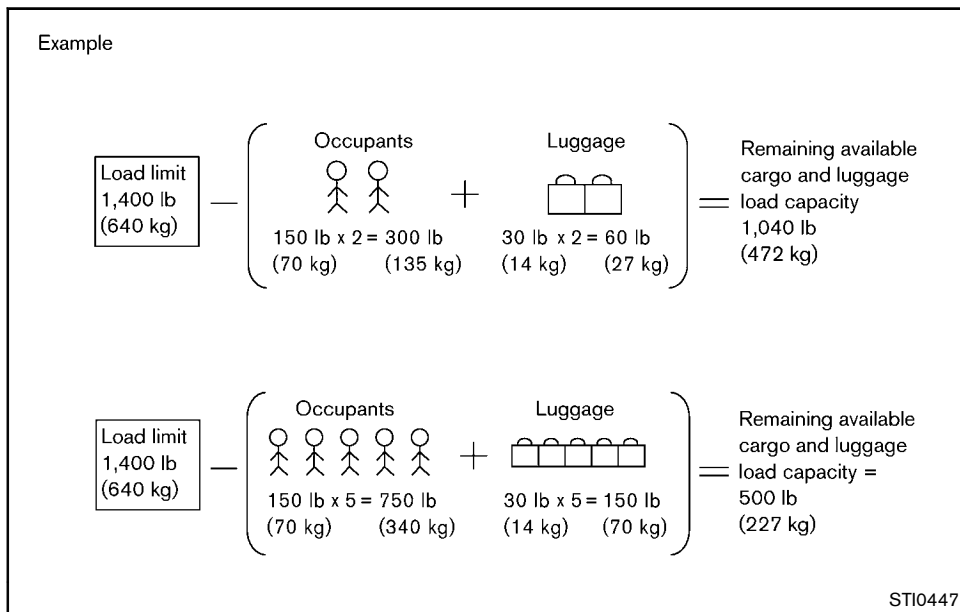 Example
Load limit
1,400 lb
(640 kg)
Occupants
Luggage
150 lb x 2 = 300 lb
(70 kg) (135 kg)
30 lb x 2 = 60 lb
(14 kg) (27 kg)
Remaining available
cargo and luggage
load capacity
1,040 lb
(472 kg)
Load limit
1,400 lb
(640 kg)
Occupants
Luggage
150 lb x 5 = 750 lb
(70 kg) (340 kg)
30 lb x 5 = 150 lb
(14 kg) (70 kg)
Remaining available
cargo and luggage
load capacity =
500 lb
(227 kg)
STI0447